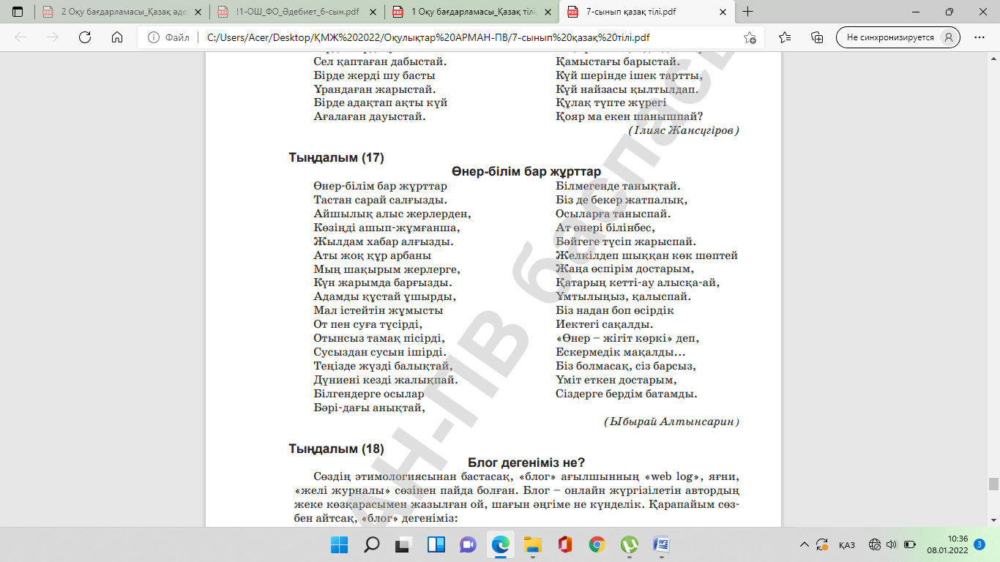 2 Оқу бағдарламасы_Қазақ әде
!1-ОШ_ФО_Әдебиет_6-сын.pdf
1 Оқу бағдарламасы_Қазақ тілі.
7-сынып қазақ тілі.pdf
Файл
C:/Users/Acer/Desktop/ҚМЖ%202022/Оқулықтар%20АРМАН-ПВ/7-сынып%20қазақ%20тілі.pdf
Не синхронизируется
Сел қаптаған дабыстай.
Бірде жерді шу басты
Ұрандаған жарыстай.
Бірде адақтап ақты күй
Ағалаған дауыстай.
Қамыстағы барыстай.
Күй шерінде ішек тартты,
Күй найзасы қылтылдап.
Құлақ түпте жүрегі
Қояр ма екен шанышпай?
(Ілияс Жансүгіров)
Тыңдалым (17)
Өнер-білім бар жұрттар
Өнер-білім бар жұрттар
Тастан сарай салғызды.
Айшылық алыс жерлерден,
Көзіңді ашып-жұмғанша,
Жылдам хабар алғызды.
Аты жоқ құр арбаны
Мың шақырым жерлерге,
Күн жарымда барғызды.
Адамды құстай ұшырды,
Мал істейтін жұмысты
От пен суға түсірді,
Отынсыз тамақ пісірді,
Сусыздан сусын ішірді.
Теңізде жүзді балықтай,
Дүниені кезді жалықпай.
Білгендерге осылар
Бәрі-дағы анықтай,
Білмегенде танықтай.
Біз де бекер жатпалық,
Осыларға таныспай.
Ат өнері білінбес,
Бәйгеге түсіп жарыспай.
Желкілдеп шыққан көк шөптей
Жаңа өспірім достарым,
Қатарың кетті-ау алысқа-ай,
Ұмтылыңыз, қалыспай.
Біз надан боп өсірдік
Иектегі сақалды.
«Өнер – жігіт көркі» деп,
Ескермедік мақалды...
Біз болмасақ, сіз барсыз,
Үміт еткен достарым,
Сіздерге бердім батамды.
(Ыбырай Алтынсарин)
Тыңдалым (18)
Блог дегеніміз не?
Сөздің этимологиясынан бастасақ, «блог» ағылшынның «web log», яғни,
«желі журналы» сөзінен пайда болған. Блог – онлайн жүргізілетін автордың
жеке көзқарасымен жазылған ой, шағын әңгіме не күнделік. Қарапайым сөз-
бен айтсақ, «блог» дегеніміз:
АН-ПВ баспасы
ҚАЗ
10:36
08.01.2022
3